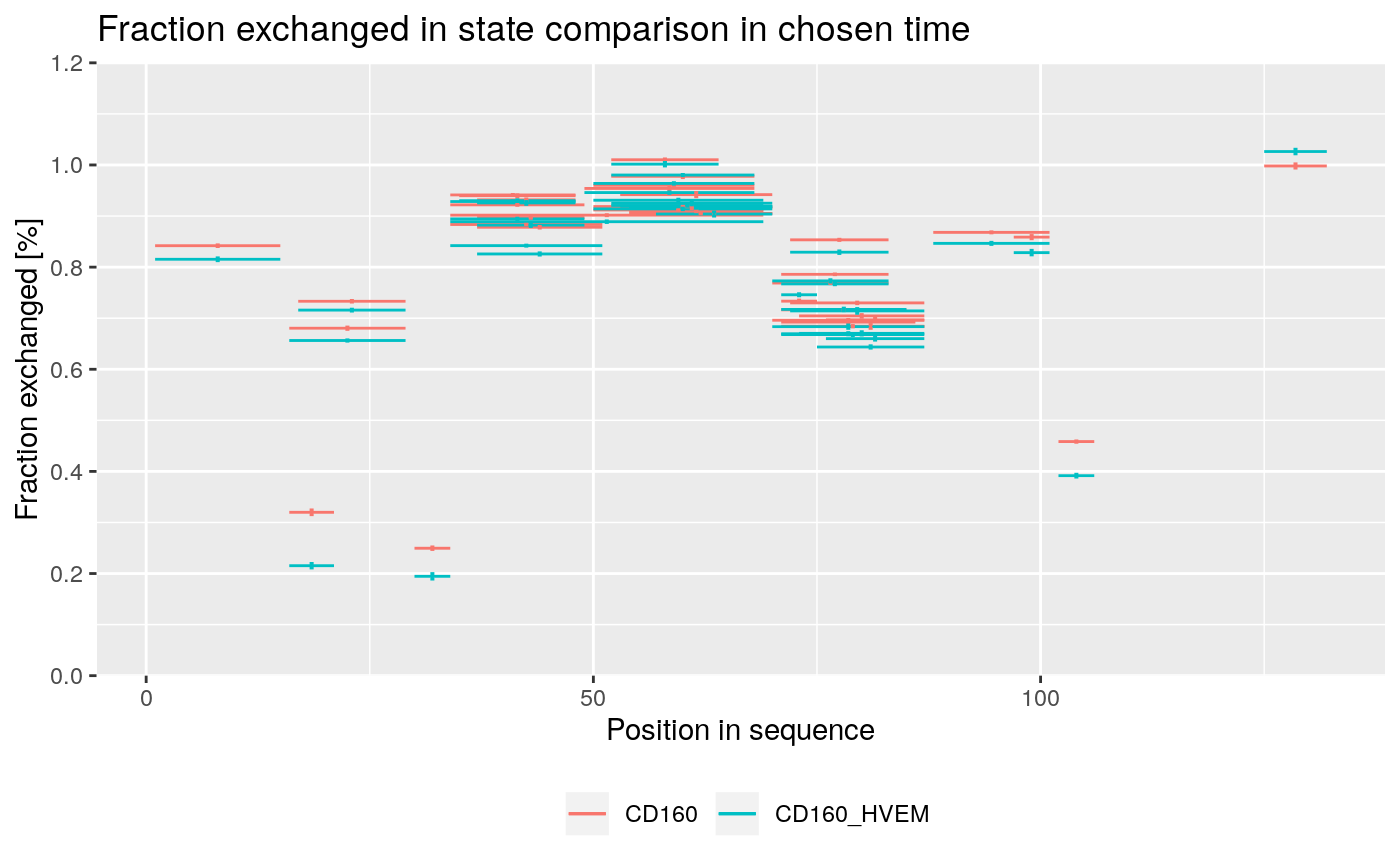 Fraction exchanged in state comparison in chosen time
Fraction exchanged [%]
1.2
1.0
0.8
0.6
0.4
0.2
0.0
0 50 100
Position in sequence
CD160 CD160_HVEM